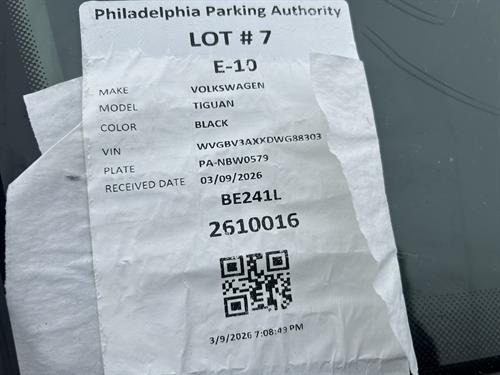 Philadelphia Parking Authority
LOT # 7
E-10
MAKE VOLKSWAGEN
MODEL TIGUAN
COLOR BLACK
VIN WVGBV3AXXDWG88303
PLATE PA-NBW0579
RECEIVED DATE 03/09/2026
BE241L
2610016
3/9/2026 7:08:49 PM